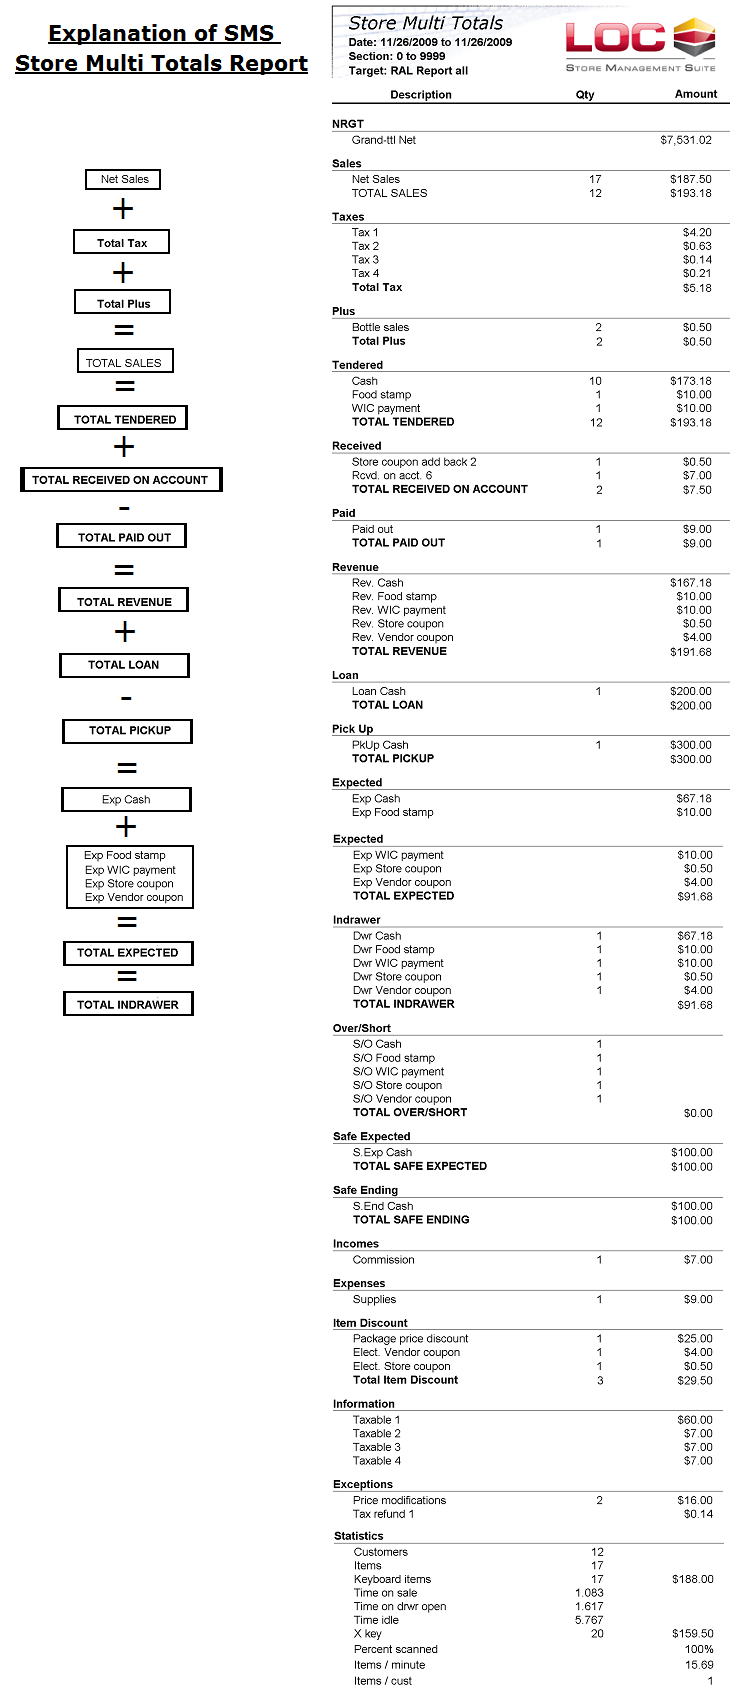 Explanation of SMS
Store Multi Totals Report
Net Sales
+
Total Tax
+
Total Plus
=
TOTAL SALES
=
TOTAL TENDERED
+
TOTAL RECEIVED ON ACCOUNT
-
TOTAL PAID OUT
=
TOTAL REVENUE
+
TOTAL LOAN
-
TOTAL PICKUP
=
Exp Cash
+
Exp Food stamp
Exp WIC payment
Exp Store coupon
Exp Vendor coupon
=
TOTAL EXPECTED
=
TOTAL INDRAWER
Store Multi Totals
Date: 11/26/2009 to 11/26/2009
Section: 0 to 9999
Target: RAL Report all
LOC
STORE MANAGEMENT SUITE
Description Qty Amount
NRGT
Grand-ttl Net $7,531.02
Sales
Net Sales 17 $187.50
TOTAL SALES 12 $193.18
Taxes
Tax 1 $4.20
Tax 2 $0.63
Tax 3 $0.14
Tax 4 $0.21
Total Tax $5.18
Plus
Bottle sales 2 $0.50
Total Plus 2 $0.50
Tendered
Cash 10 $173.18
Food stamp 1 $10.00
WIC payment 1 $10.00
TOTAL TENDERED 12 $193.18
Received
Store coupon add back 2 1 $0.50
Rcvd. on acct. 6 1 $7.00
TOTAL RECEIVED ON ACCOUNT 2 $7.50
Paid
Paid out 1 $9.00
TOTAL PAID OUT 1 $9.00
Revenue
Rev. Cash $167.18
Rev. Food stamp $10.00
Rev. WIC payment $10.00
Rev. Store coupon $0.50
Rev. Vendor coupon $4.00
TOTAL REVENUE $191.68
Loan
Loan Cash 1 $200.00
TOTAL LOAN $200.00
Pick Up
PkUp Cash 1 $300.00
TOTAL PICKUP $300.00
Expected
Exp Cash $67.18
Exp Food stamp $10.00
Expected
Exp WIC payment $10.00
Exp Store coupon $0.50
Exp Vendor coupon $4.00
TOTAL EXPECTED $91.68
Indrawer
Dwr Cash 1 $67.18
Dwr Food stamp 1 $10.00
Dwr WIC payment 1 $10.00
Dwr Store coupon 1 $0.50
Dwr Vendor coupon 1 $4.00
TOTAL INDRAWER $91.68
Over/Short
S/O Cash 1
S/O Food stamp 1
S/O WIC payment 1
S/O Store coupon 1
S/O Vendor coupon 1
TOTAL OVER/SHORT $0.00
Safe Expected
S.Exp Cash $100.00
TOTAL SAFE EXPECTED $100.00
Safe Ending
S.End Cash $100.00
TOTAL SAFE ENDING $100.00
Incomes
Commission 1 $7.00
Expenses
Supplies 1 $9.00
Item Discount
Package price discount 1 $25.00
Elect. Vendor coupon 1 $4.00
Elect. Store coupon 1 $0.50
Total Item Discount 3 $29.50
Information
Taxable 1 $60.00
Taxable 2 $7.00
Taxable 3 $7.00
Taxable 4 $7.00
Exceptions
Price modifications 2 $16.00
Tax refund 1 $0.14
Statistics
Customers 12
Items 17
Keyboard items 17 $188.00
Time on sale 1.083
Time on drwr open 1.617
Time idle 5.767
X key 20 $159.50
Percent scanned 100%
Items / minute 15.69
Items / cust 1